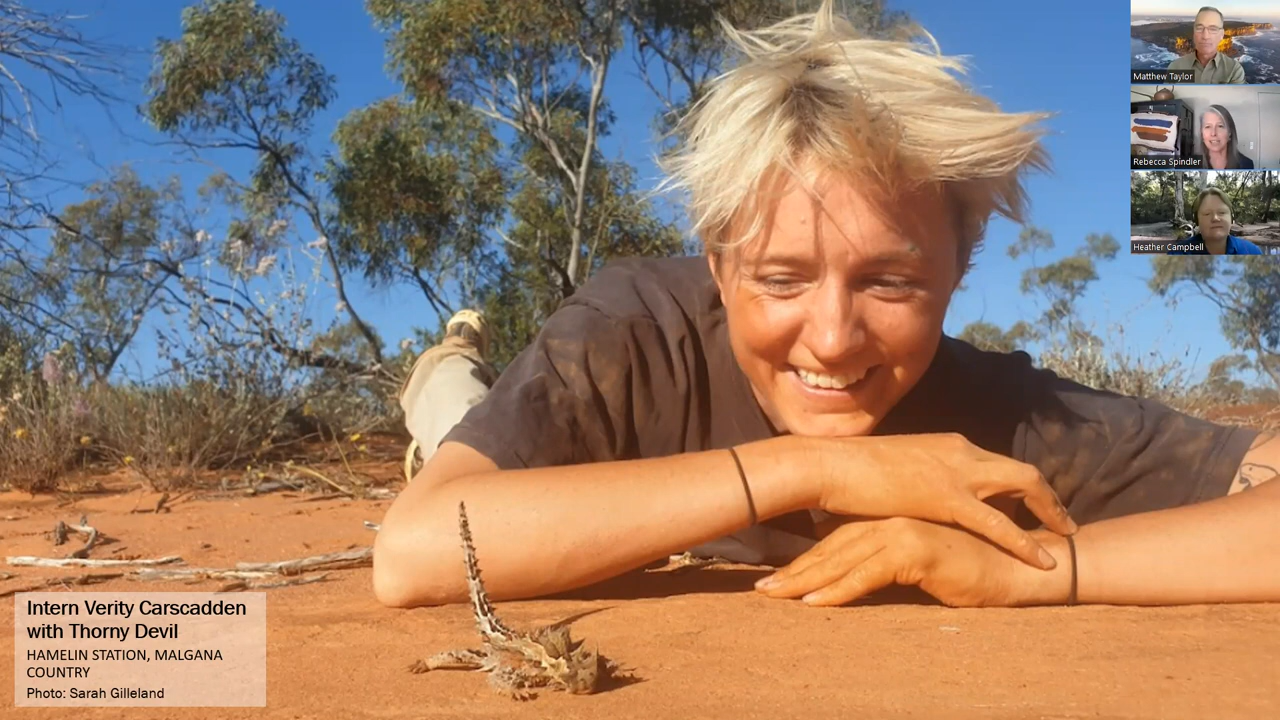 Matthew Taylor
Rebecca Spindler
Heather Campbell
Intern Verity Carscadden
with Thorny Devil
HAMELIN STATION, MALGANA
COUNTRY
Photo: Sarah Gilleland